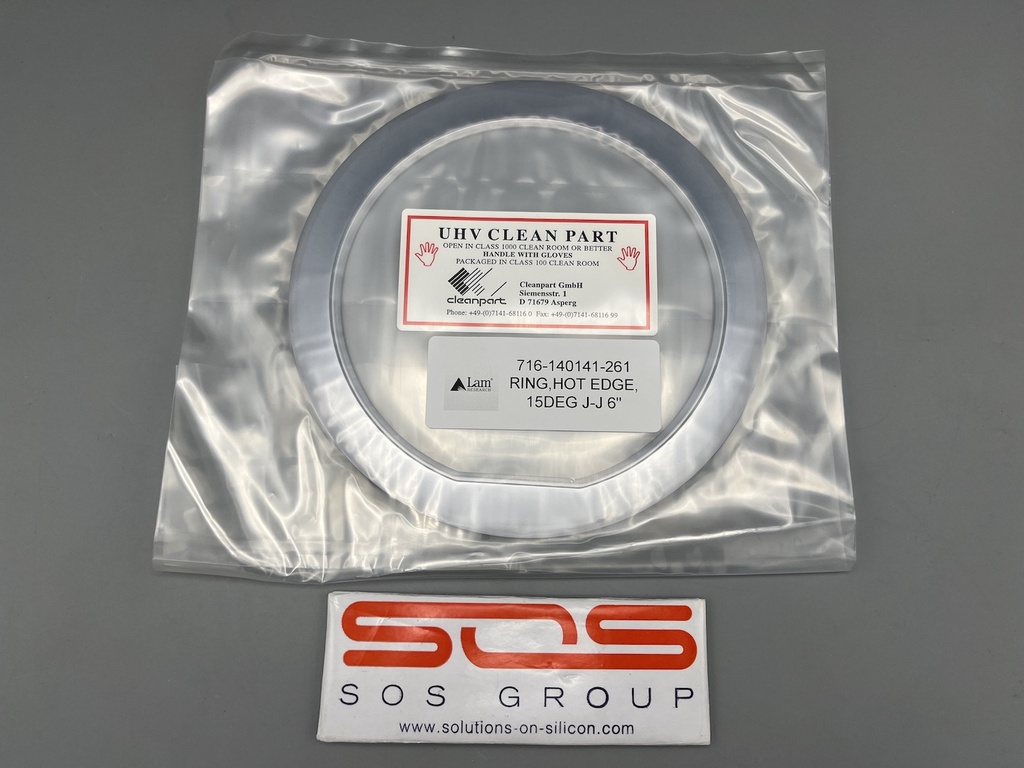 UHV CLEAN PART
OPEN IN CLASS 1000 CLEAN ROOM OR BETTER
HANDLE WITH GLOVES
PACKAGED IN CLASS 100 CLEAN ROOM
cleanpart
Cleanpart GmbH
Siemensstr. 1
D 71679 Asperg
Phone: +49-(0)7141-68116 0 Fax: +49-(0)7141-68116 99
Lam
RESEARCH
716-140141-261
RING,HOT EDGE,
15DEG J-J 6"
SOS
SOS GROUP
www.solutions-on-silicon.com